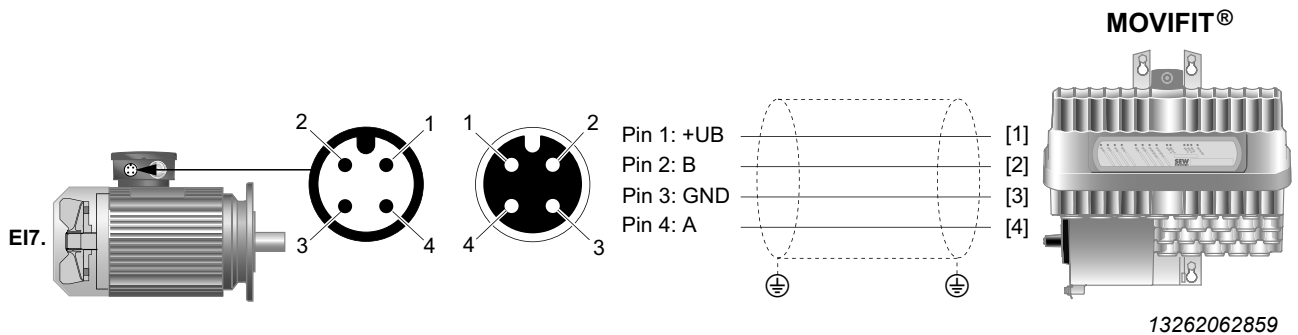 MOVIFIT®
2 1 1 2
Pin 1: +UB [1]
Pin 2: B [2]
Pin 3: GND [3]
Pin 4: A [4]
EI7.
3 4 4 3
SEW
13262062859